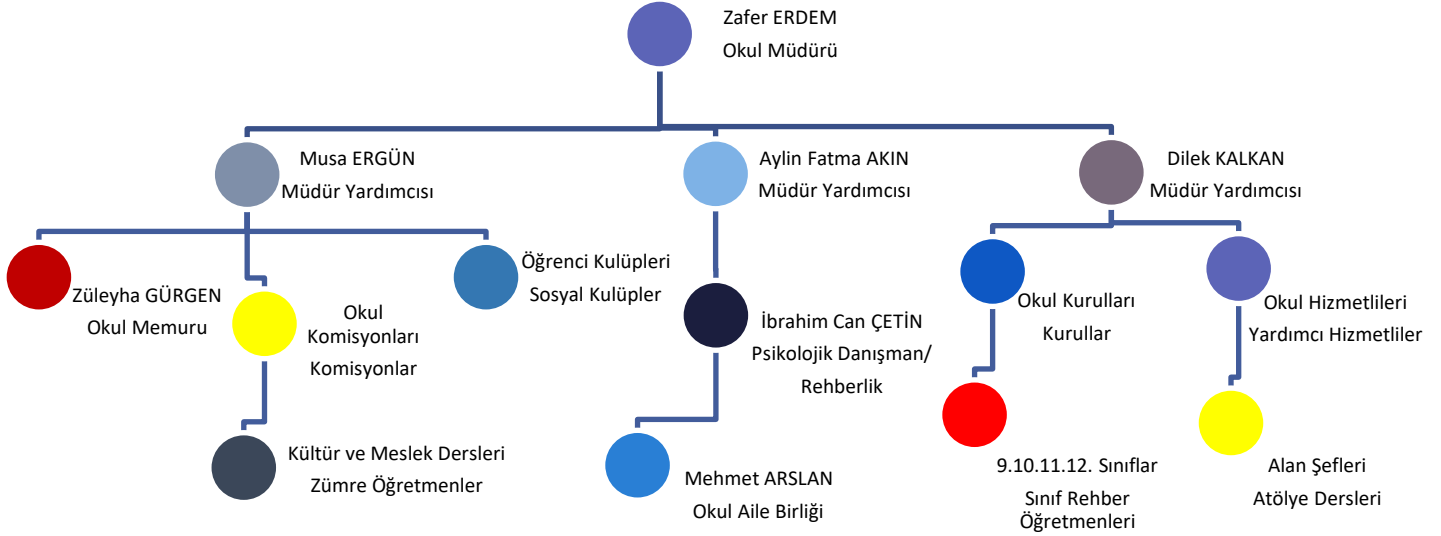 Zafer ERDEM
Okul Müdürü
Musa ERGÜN
Müdür Yardımcısı
Aylin Fatma AKIN
Müdür Yardımcısı
Dilek KALKAN
Müdür Yardımcısı
Züleyha GÜRGEN
Okul Memuru
Okul
Komisyonları
Komisyonlar
Öğrenci Kulüpleri
Sosyal Kulüpler
İbrahim Can ÇETİN
Psikolojik Danışman/
Rehberlik
Okul Kurulları
Kurullar
Okul Hizmetlileri
Yardımcı Hizmetliler
Kültür ve Meslek Dersleri
Zümre Öğretmenler
Mehmet ARSLAN
Okul Aile Birliği
9.10.11.12. Sınıflar
Sınıf Rehber
Öğretmenleri
Alan Şefleri
Atölye Dersleri